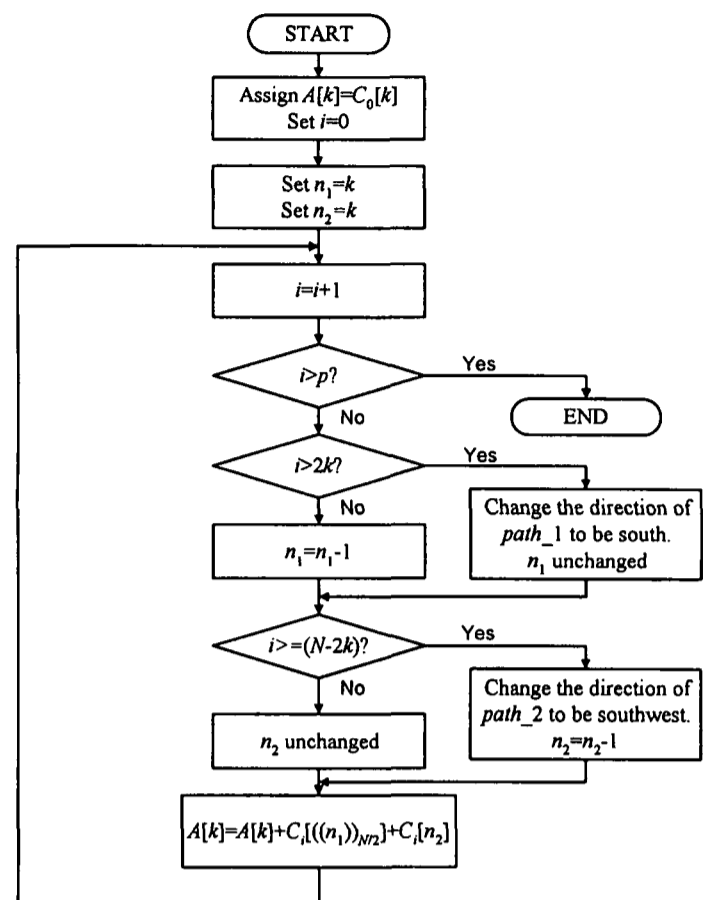 START
Assign A[k]=C₀[k]
Set i=0
Set n₁=k
Set n₂=k
i=i+1
i>p?
Yes
No
END
i>2k?
Yes
No
Change the direction of
path_1 to be south.
n₁ unchanged
n₁=n₁-1
i>=(N-2k)?
Yes
No
Change the direction of
path_2 to be southwest.
n₂=n₂-1
n₂ unchanged
A[k]=A[k]+Cᵢ[((n₁))_N/2]+Cᵢ[n₂]